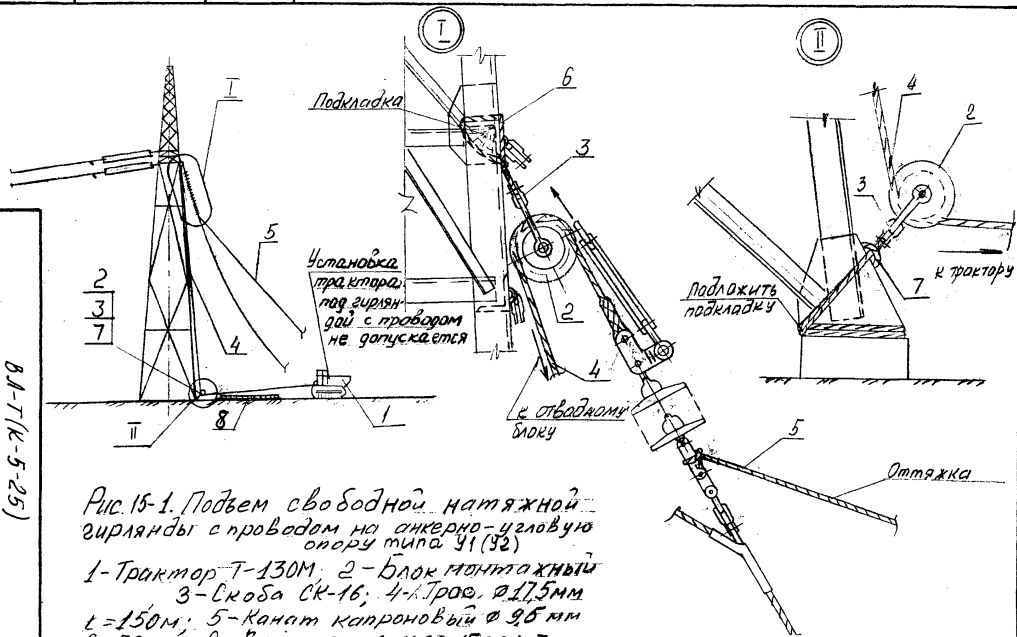 I
II
Подкладка
6
3
I
5
2
3
7
4
II
8
1
Установка
трактора
под гирлян-
дой с проводом
не допускается
2
4
к отводному
блоку
5
Оттяжка
4
2
3
7
к трактору
Подложить
подкладку
ВЛ-Т(К-5-25)
Рис. 15-1. Подъем свободной натяжной
гирлянды с проводом на анкерно-угловую
опору типа У1 (У2)
1-Трактор Т-130М; 2-Блок монтажный
3-Скоба СК-16; 4-Трос ⌀17,5мм
ℓ=150м; 5-Канат капроновый ⌀ 9,6 мм